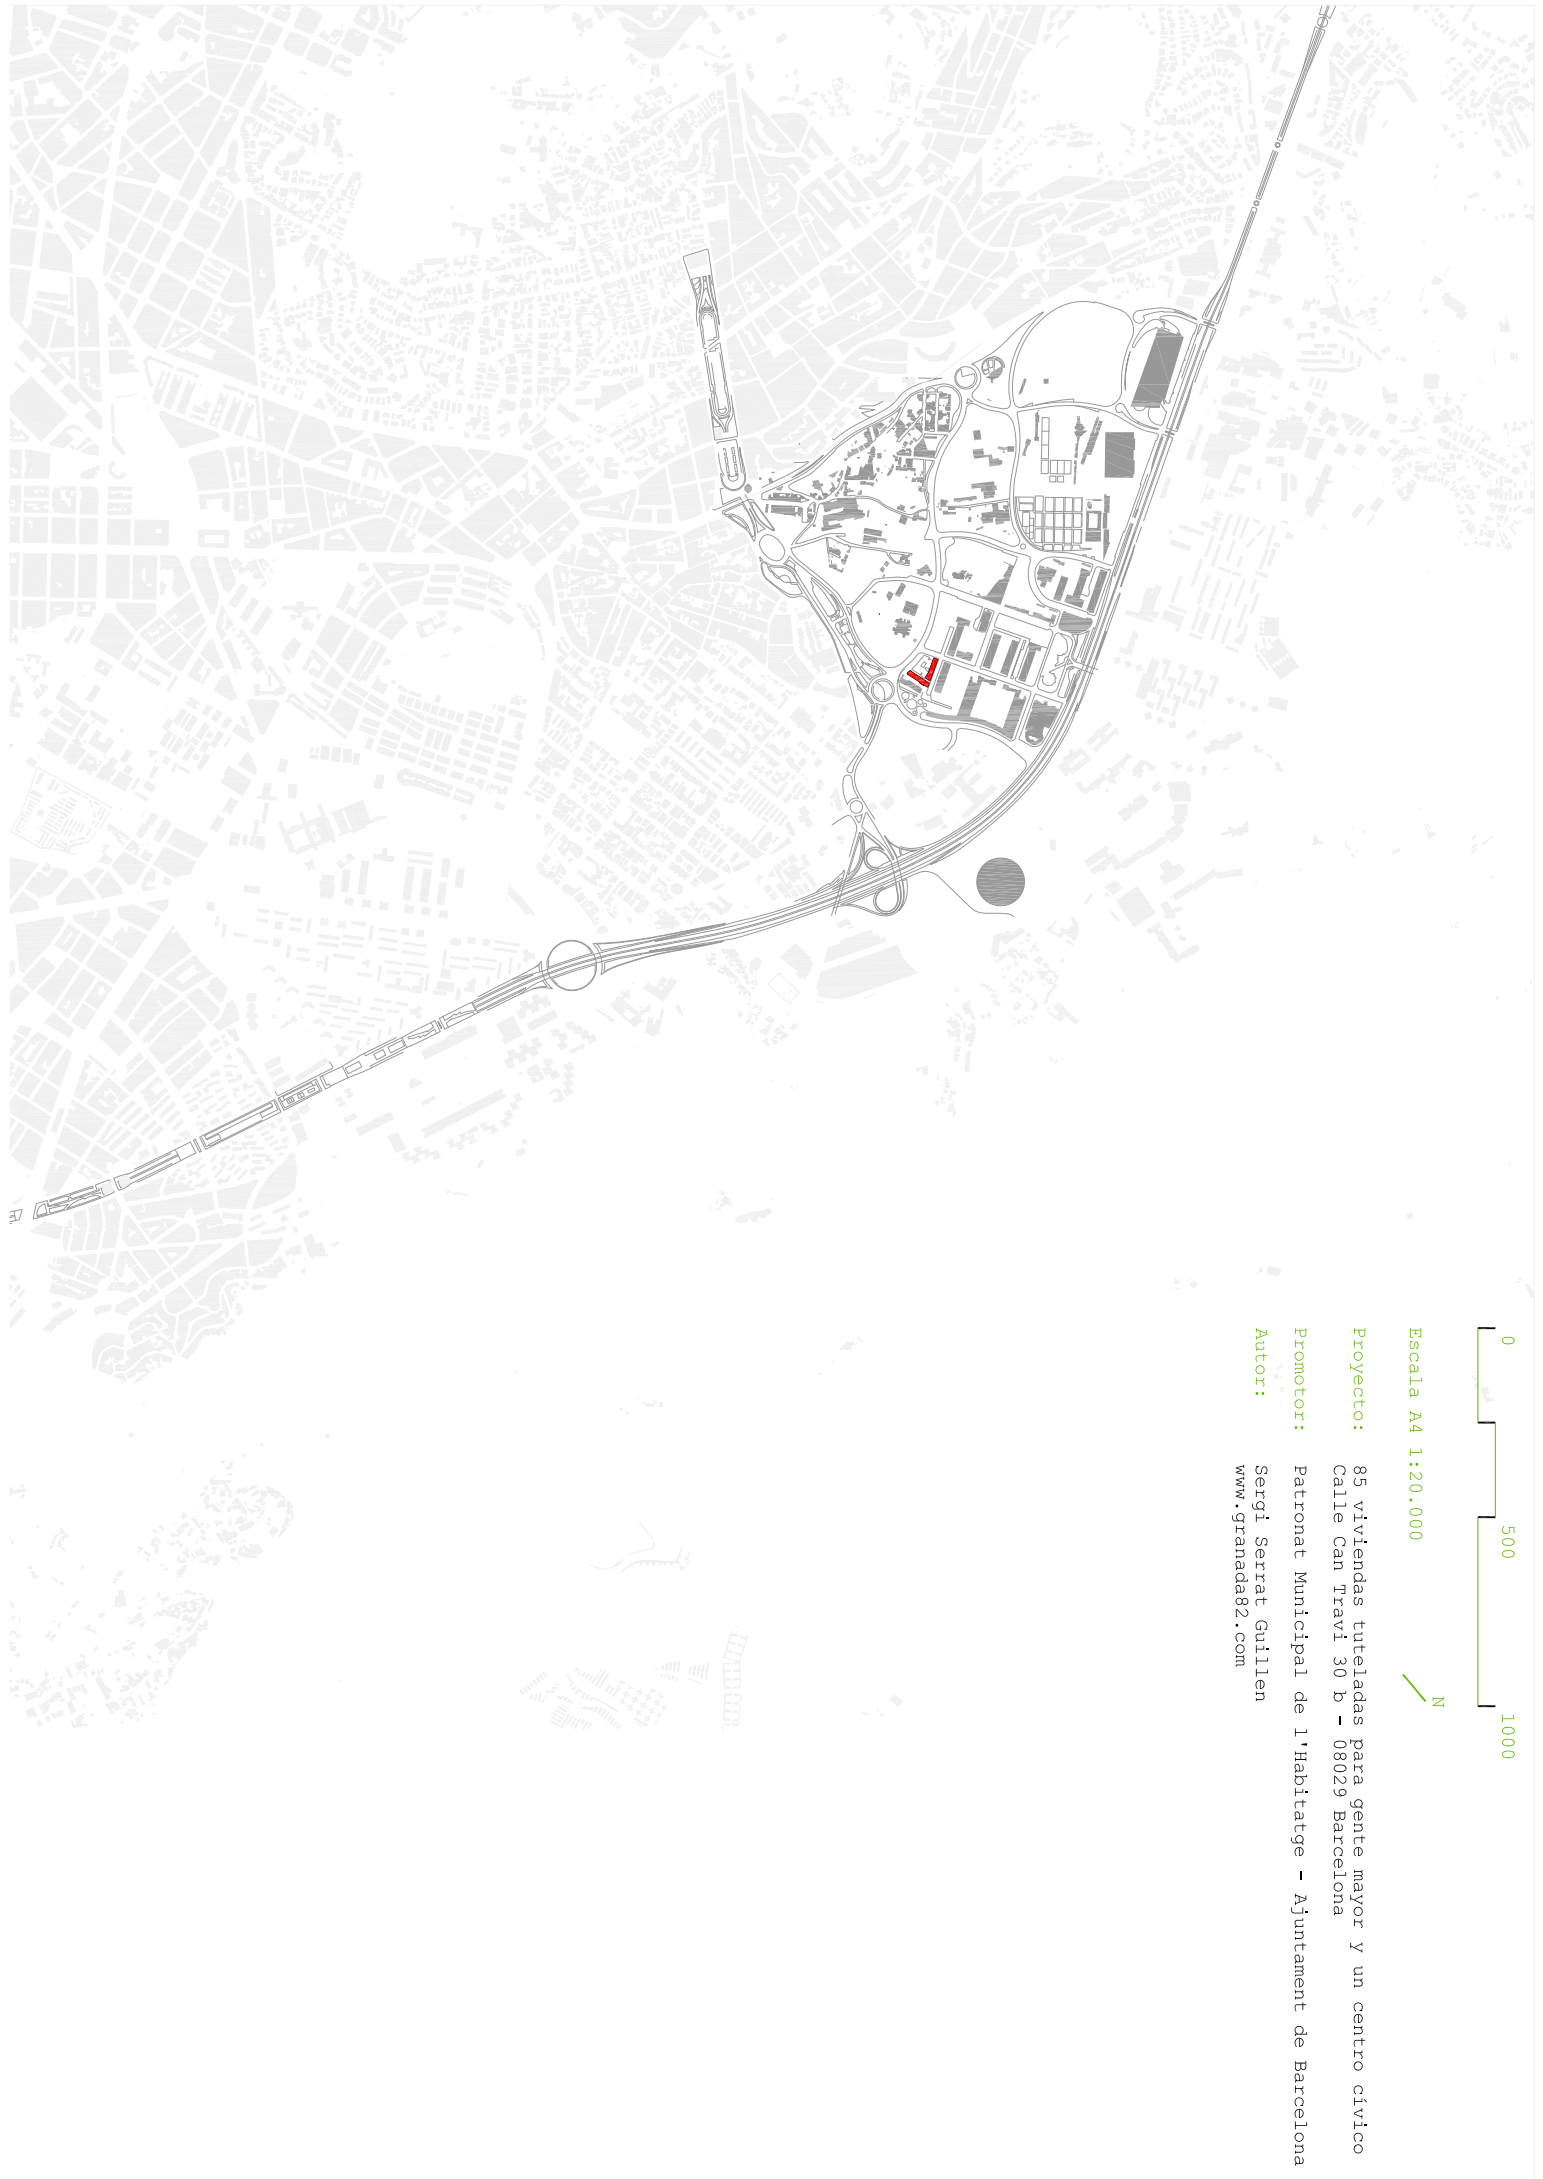 0 500 1000
N
Escala A4 1:20.000
Proyecto: 85 viviendas tuteladas para gente mayor y un centro cívico
Calle Can Travi 30 b - 08029 Barcelona
Promotor: Patronat Municipal de l'Habitatge - Ajuntament de Barcelona
Autor: Sergi Serrat Guillen
www.granada82.com